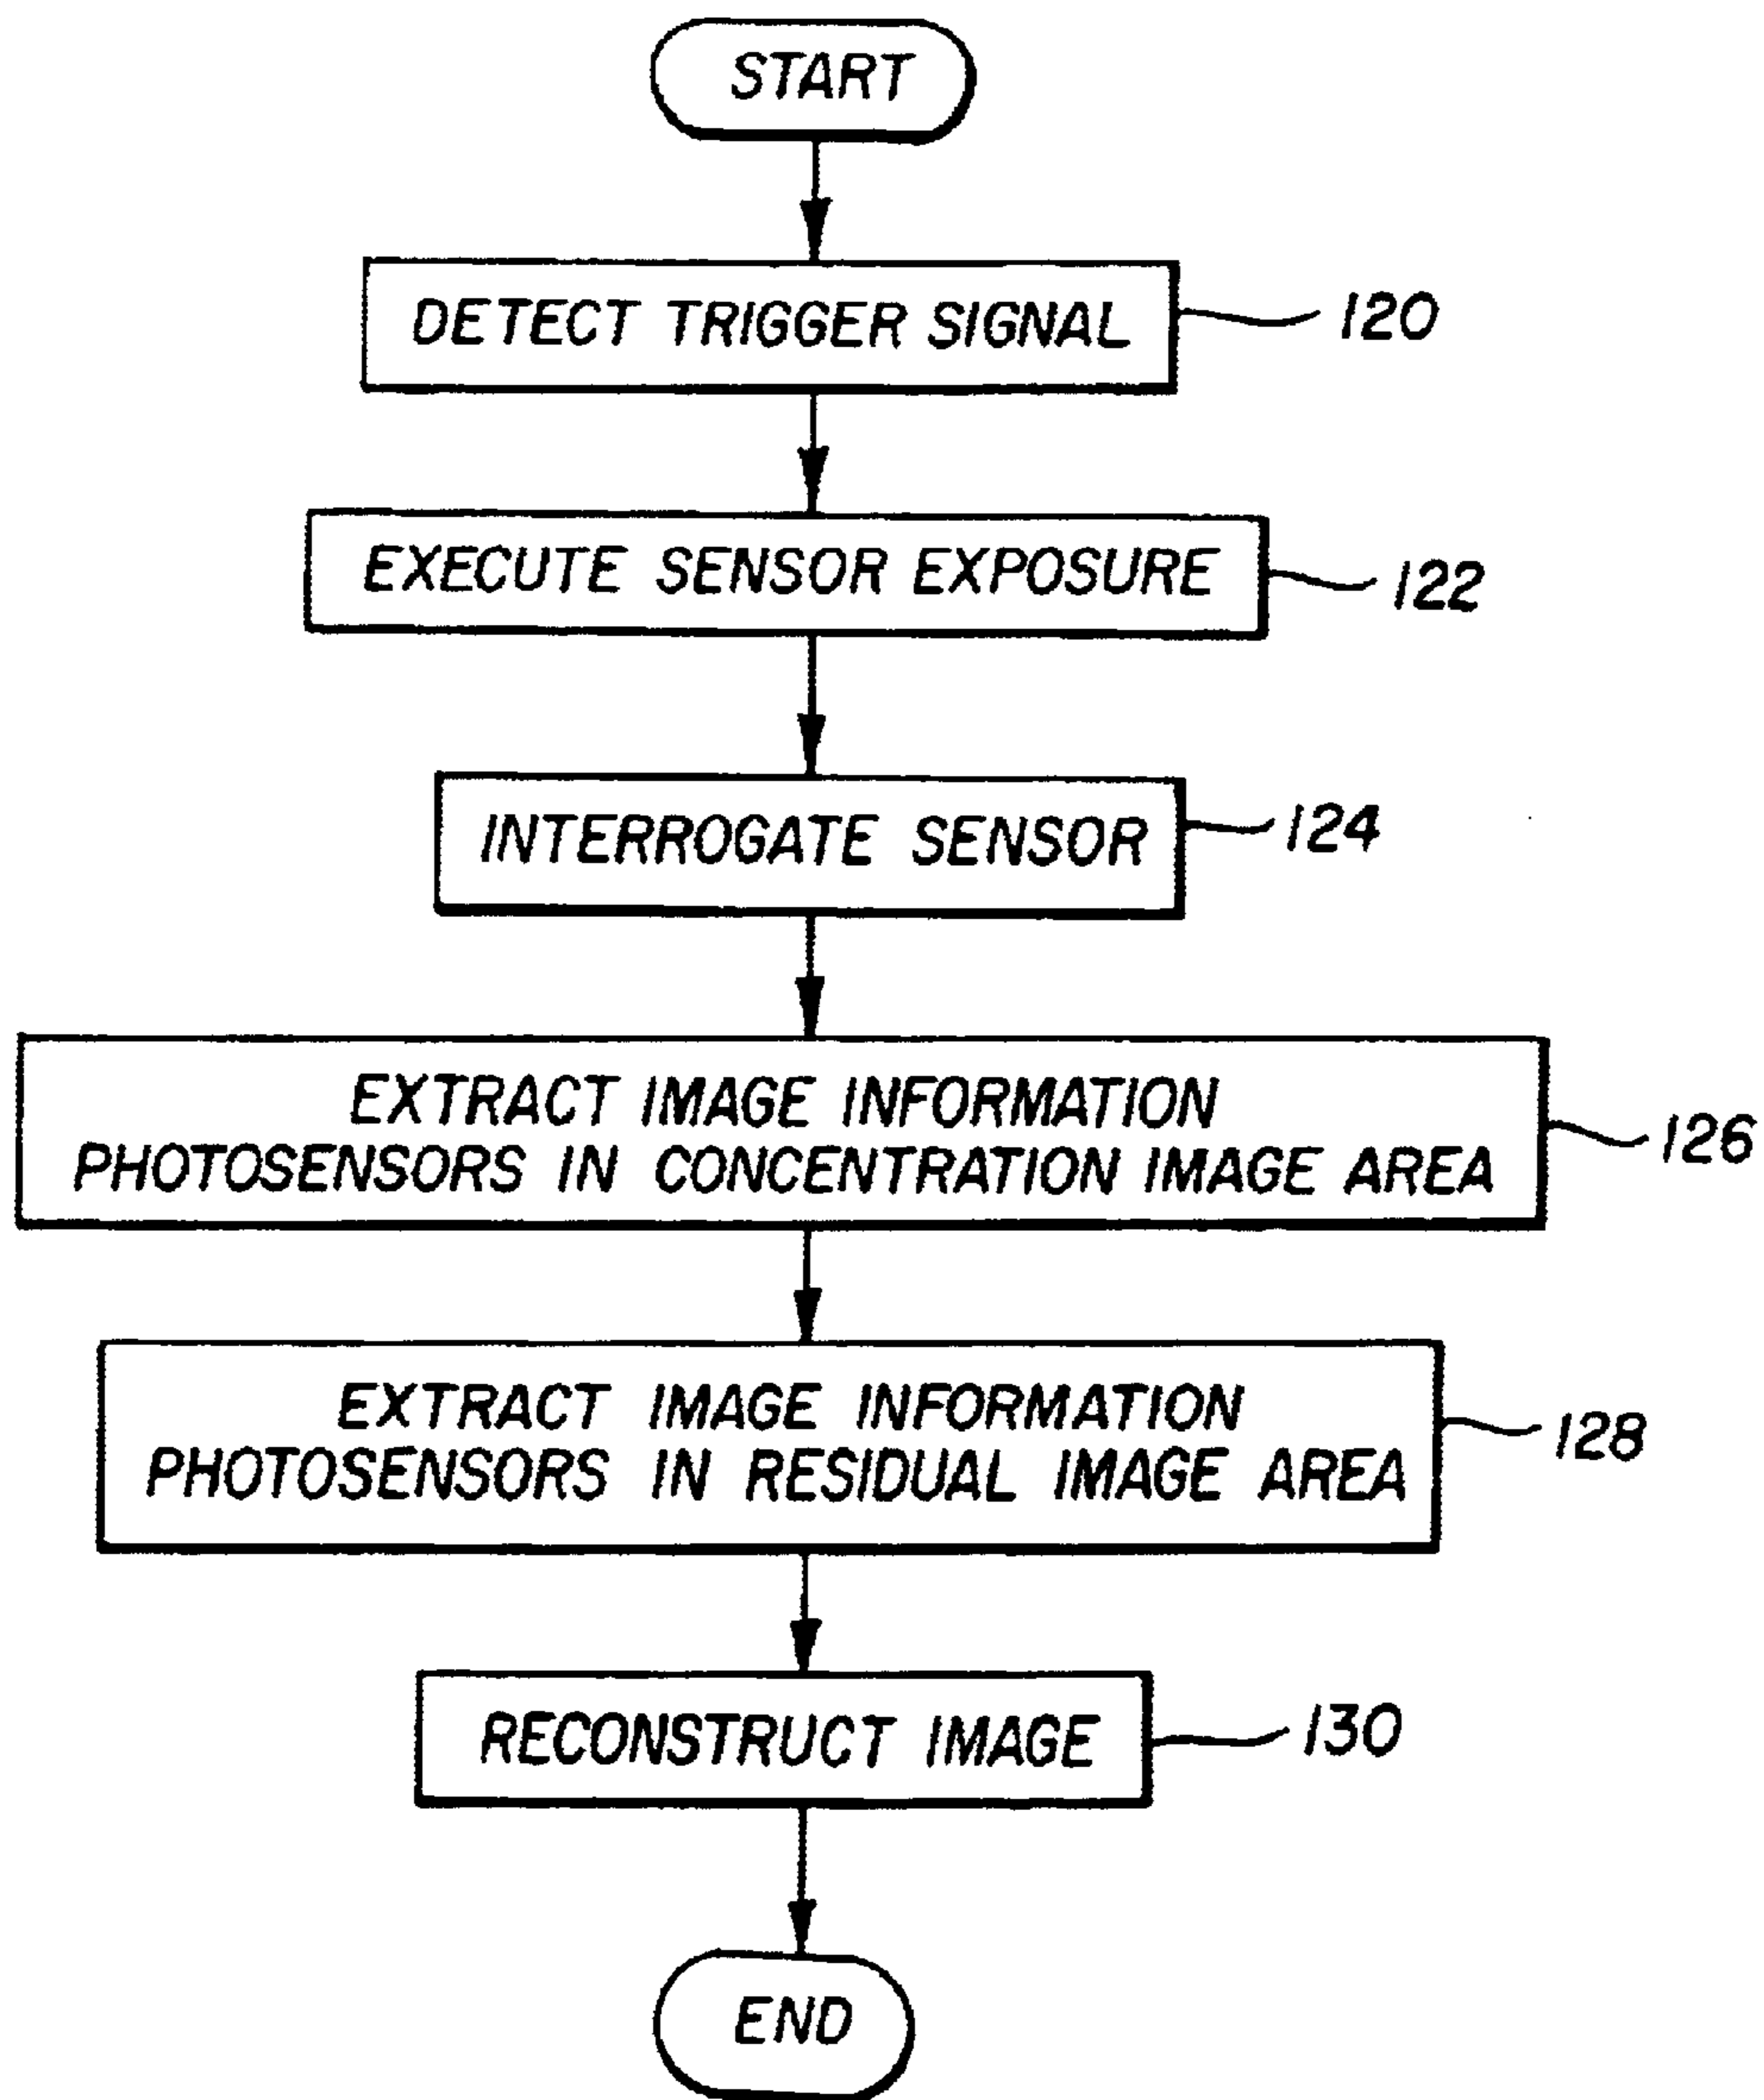 START
DETECT TRIGGER SIGNAL
120
EXECUTE SENSOR EXPOSURE
122
INTERROGATE SENSOR
124
EXTRACT IMAGE INFORMATION
PHOTOSENSORS IN CONCENTRATION IMAGE AREA
126
EXTRACT IMAGE INFORMATION
PHOTOSENSORS IN RESIDUAL IMAGE AREA
128
RECONSTRUCT IMAGE
130
END